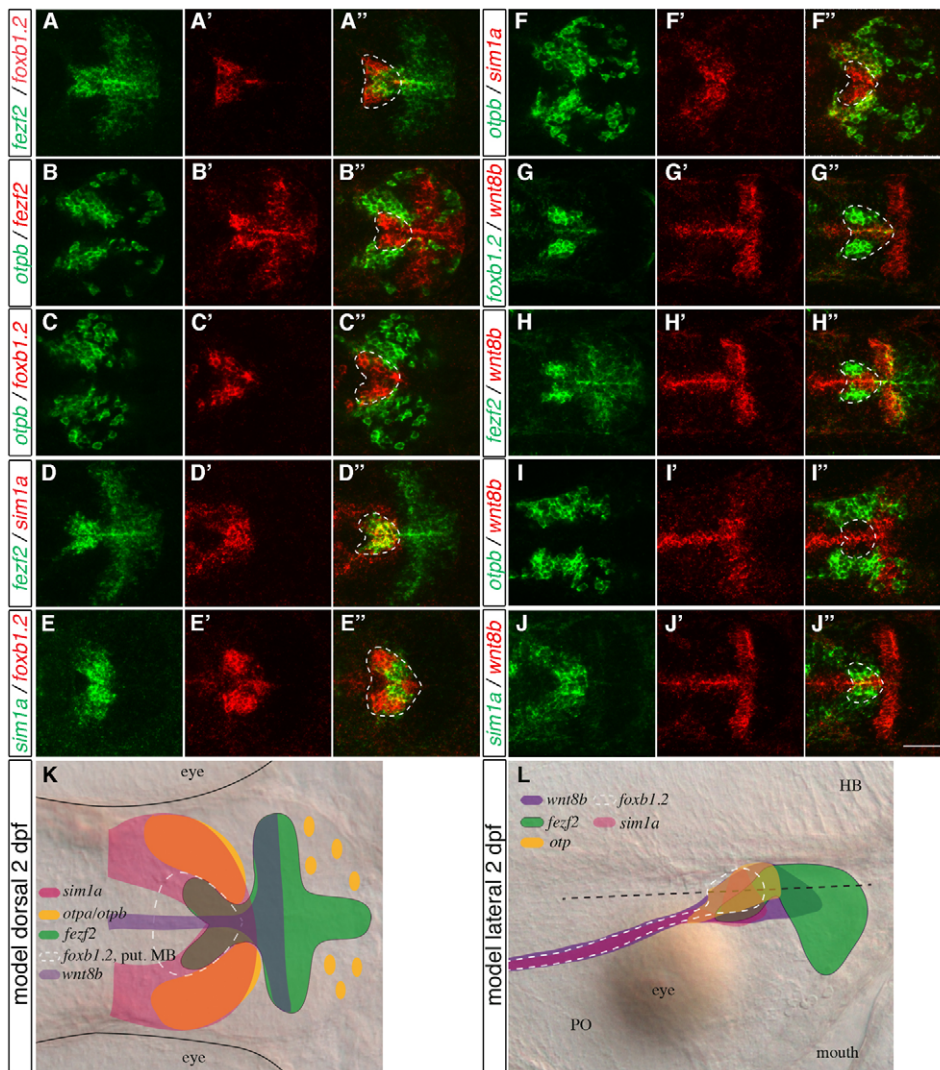 fezf2 / foxb1.2
A
A’
A’’
otpb / sim1a
F
F’
F’’
otpb / fezf2
B
B’
B’’
foxb1.2 / wnt8b
G
G’
G’’
otpb / foxb1.2
C
C’
C’’
fezf2 / wnt8b
H
H’
H’’
fezf2 / sim1a
D
D’
D’’
otpb / wnt8b
I
I’
I’’
sim1a / foxb1.2
E
E’
E’’
sim1a / wnt8b
J
J’
J’’
model dorsal 2 dpf
K
eye
sim1a
otpa/otpb
fezf2
foxb1.2, put. MB
wnt8b
eye
model lateral 2 dpf
L
HB
wnt8b
foxb1.2
fezf2
sim1a
otp
eye
PO
mouth